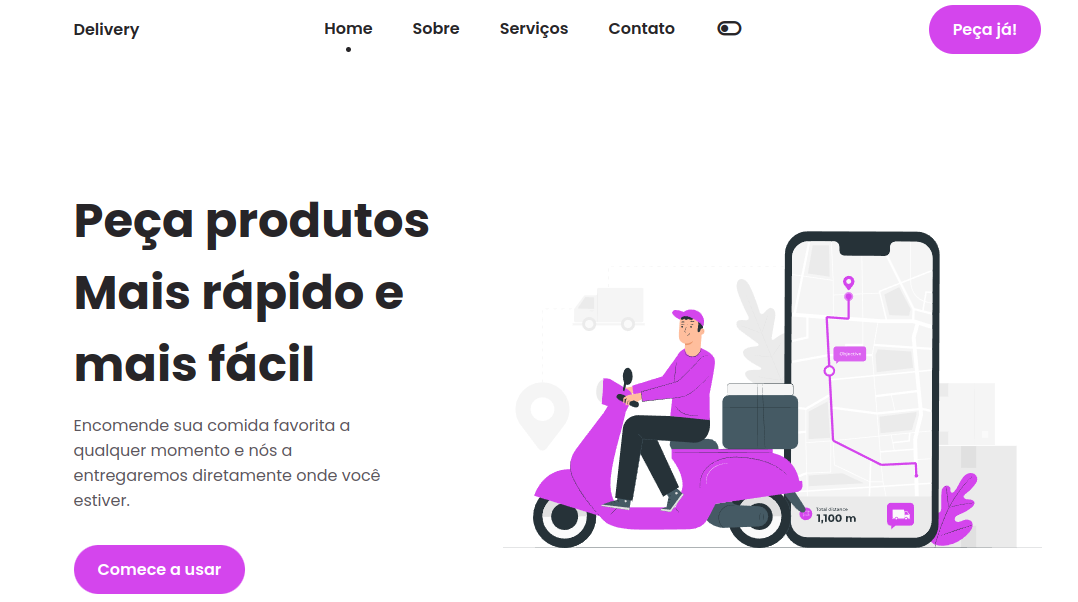 Delivery
Home
Sobre
Serviços
Contato
Peça já!
Peça produtos
Mais rápido e
mais fácil
Encomende sua comida favorita a
qualquer momento e nós a
entregaremos diretamente onde você
estiver.
Comece a usar
Objective
Total distance
1,100 m